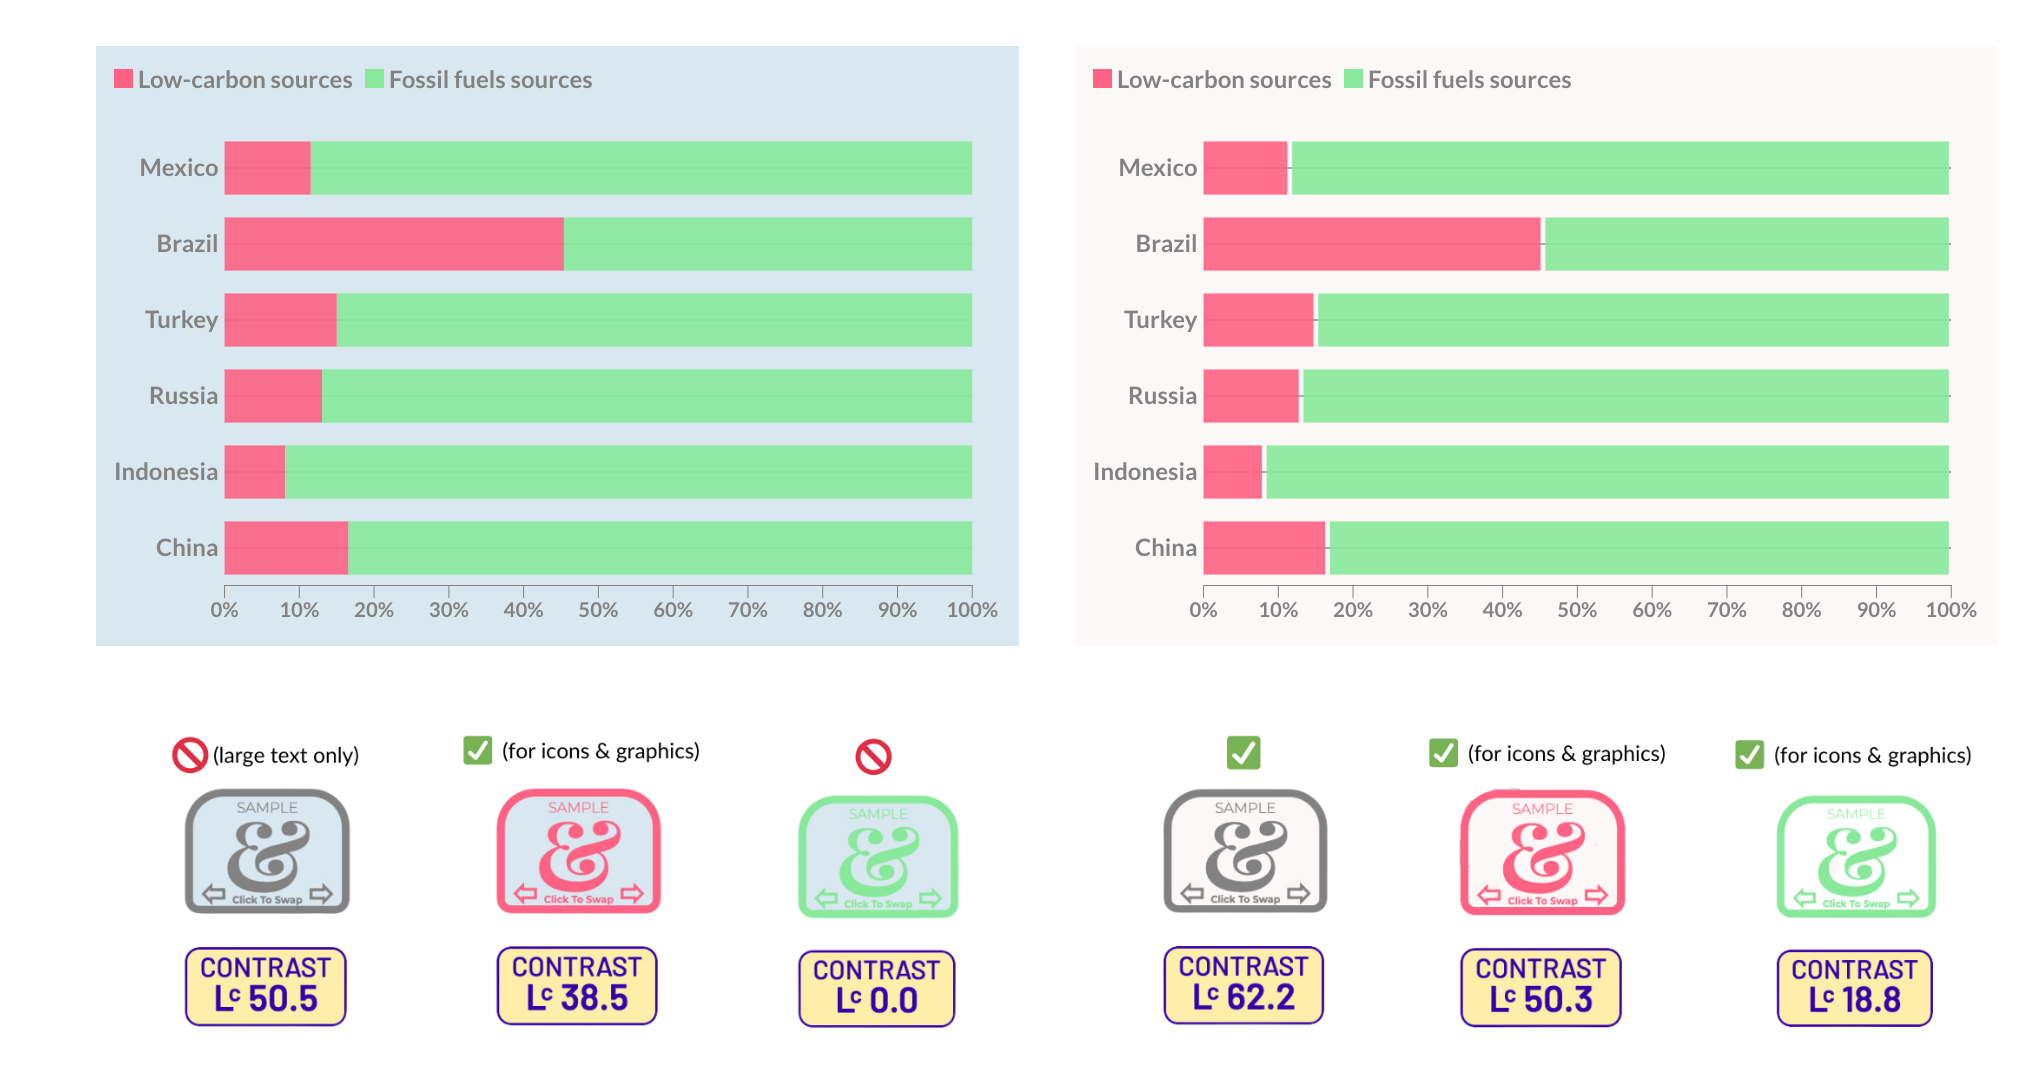 Low-carbon sources Fossil fuels sources
Mexico
Brazil
Turkey
Russia
Indonesia
China
0% 10% 20% 30% 40% 50% 60% 70% 80% 90% 100%
Low-carbon sources Fossil fuels sources
Mexico
Brazil
Turkey
Russia
Indonesia
China
0% 10% 20% 30% 40% 50% 60% 70% 80% 90% 100%
(large text only)
SAMPLE
&
Click To Swap
CONTRAST
Lc 50.5
(for icons & graphics)
SAMPLE
&
Click To Swap
CONTRAST
Lc 38.5
SAMPLE
&
Click To Swap
CONTRAST
Lc 0.0
SAMPLE
&
Click To Swap
CONTRAST
Lc 62.2
(for icons & graphics)
SAMPLE
&
Click To Swap
CONTRAST
Lc 50.3
(for icons & graphics)
SAMPLE
&
Click To Swap
CONTRAST
Lc 18.8